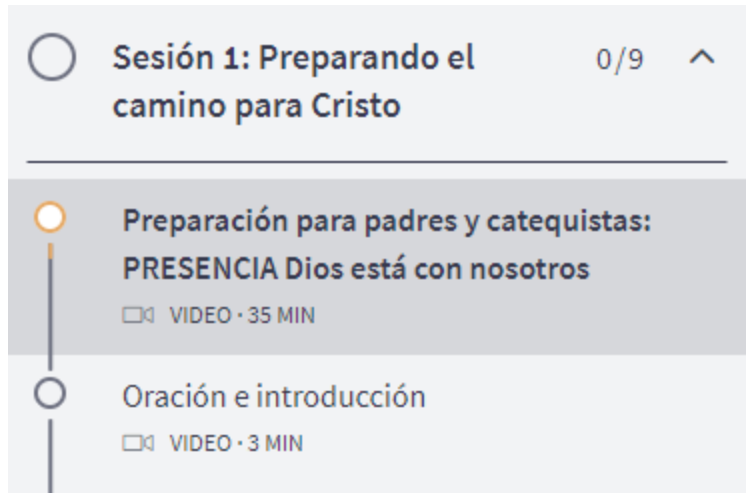 Sesión 1: Preparando el
camino para Cristo
0/9
Preparación para padres y catequistas:
PRESENCIA Dios está con nosotros
VIDEO · 35 MIN
Oración e introducción
VIDEO · 3 MIN